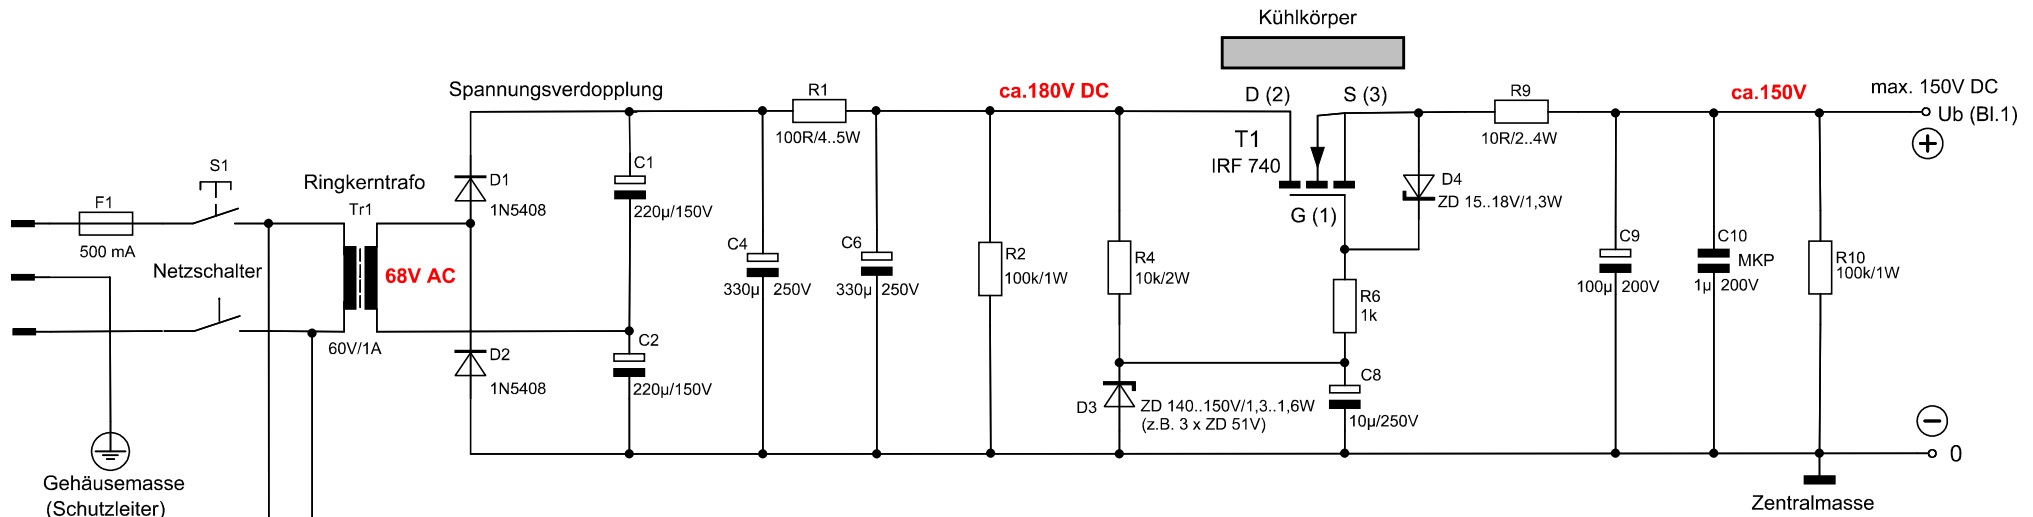 Kühlkörper
Spannungsverdopplung
R1
100R/4..5W
ca.180V DC
D (2)
S (3)
T1
IRF 740
G (1)
R9
10R/2..4W
ca.150V
max. 150V DC
Ub (Bl.1)
+
S1
F1
500 mA
Netzschalter
Ringkerntrafo
Tr1
68V AC
60V/1A
D1
1N5408
D2
1N5408
C1
220µ/150V
C2
220µ/150V
C4
330µ 250V
C6
330µ 250V
R2
100k/1W
R4
10k/2W
D4
ZD 15..18V/1,3W
R6
1k
D3
ZD 140..150V/1,3..1,6W
(z.B. 3 x ZD 51V)
C8
10µ/250V
C9
100µ 200V
C10
MKP
1µ 200V
R10
100k/1W
−
0
Gehäusemasse
(Schutzleiter)
Zentralmasse